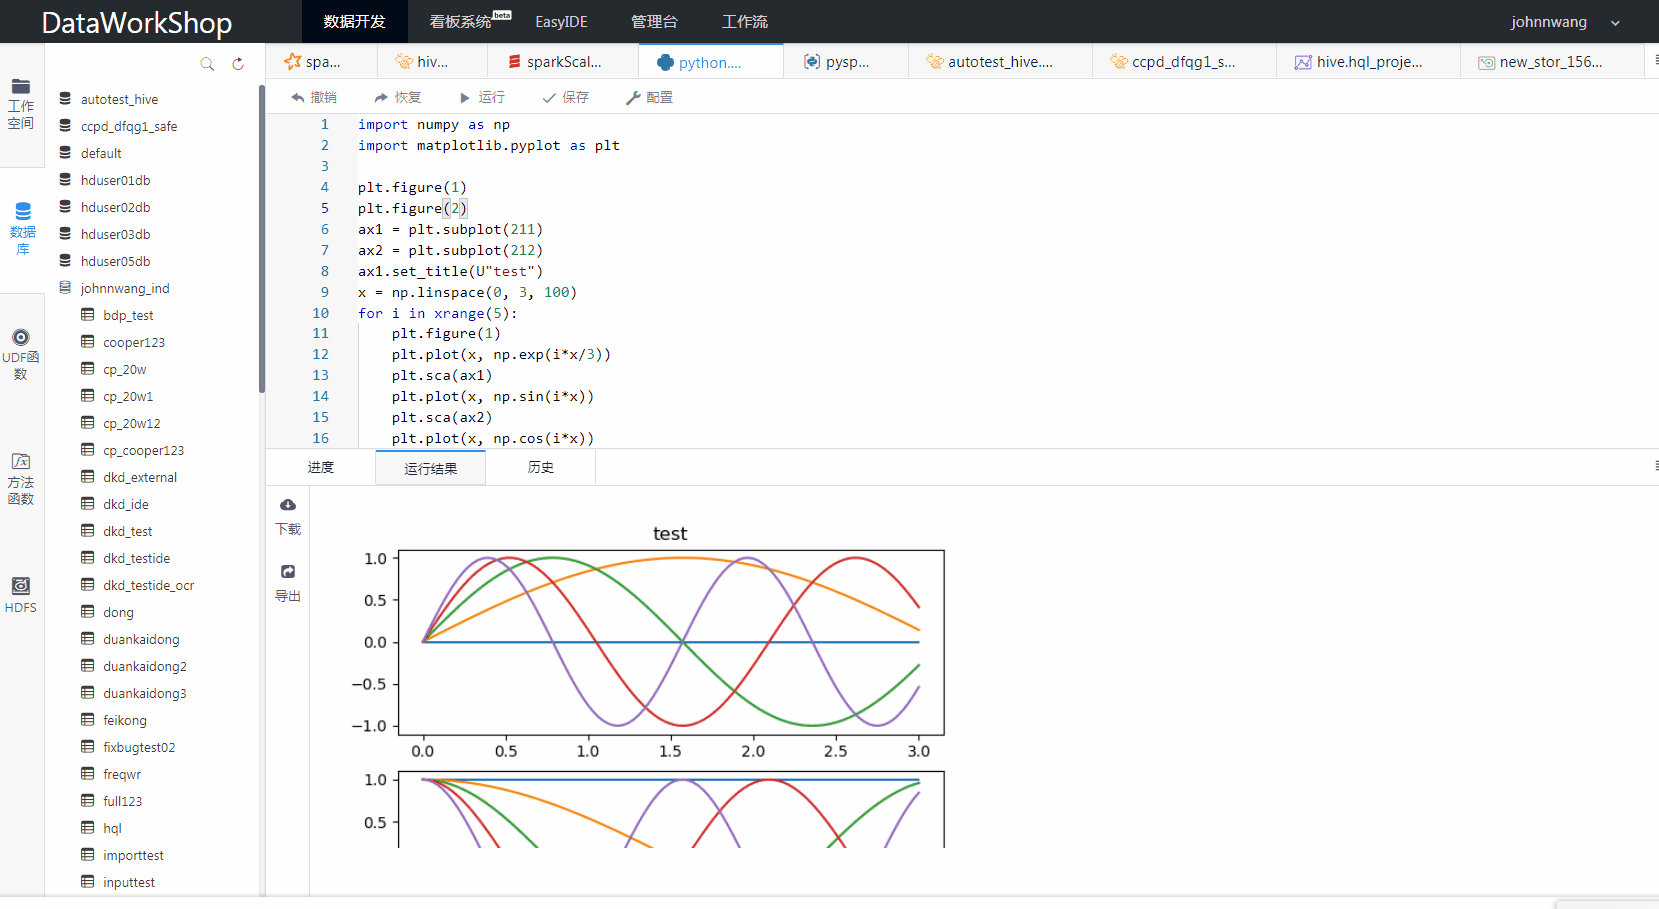 DataWorkShop 数据开发 看板系统 beta EasyIDE 管理台 工作流 johnnwang
spa... hiv... sparkScal... python.... pysp... autotest_hive.... ccpd_dfqg1_s... hive.hql_proje... new_stor_156...
撤销 恢复 运行 保存 配置
工作
空间
数据
库
UDF函
数
方法
函数
HDFS
autotest_hive
ccpd_dfqg1_safe
default
hduser01db
hduser02db
hduser03db
hduser05db
johnnwang_ind
bdp_test
cooper123
cp_20w
cp_20w1
cp_20w12
cp_cooper123
dkd_external
dkd_ide
dkd_test
dkd_testide
dkd_testide_ocr
dong
duankaidong
duankaidong2
duankaidong3
feikong
fixbugtest02
freqwr
full123
hql
importtest
inputtest
1 import numpy as np
2 import matplotlib.pyplot as plt
3
4 plt.figure(1)
5 plt.figure(2)
6 ax1 = plt.subplot(211)
7 ax2 = plt.subplot(212)
8 ax1.set_title(U"test")
9 x = np.linspace(0, 3, 100)
10 for i in xrange(5):
11 plt.figure(1)
12 plt.plot(x, np.exp(i*x/3))
13 plt.sca(ax1)
14 plt.plot(x, np.sin(i*x))
15 plt.sca(ax2)
16 plt.plot(x, np.cos(i*x))
进度 运行结果 历史
下载
导出
test
1.0
0.5
0.0
−0.5
−1.0
0.0 0.5 1.0 1.5 2.0 2.5 3.0
1.0
0.5